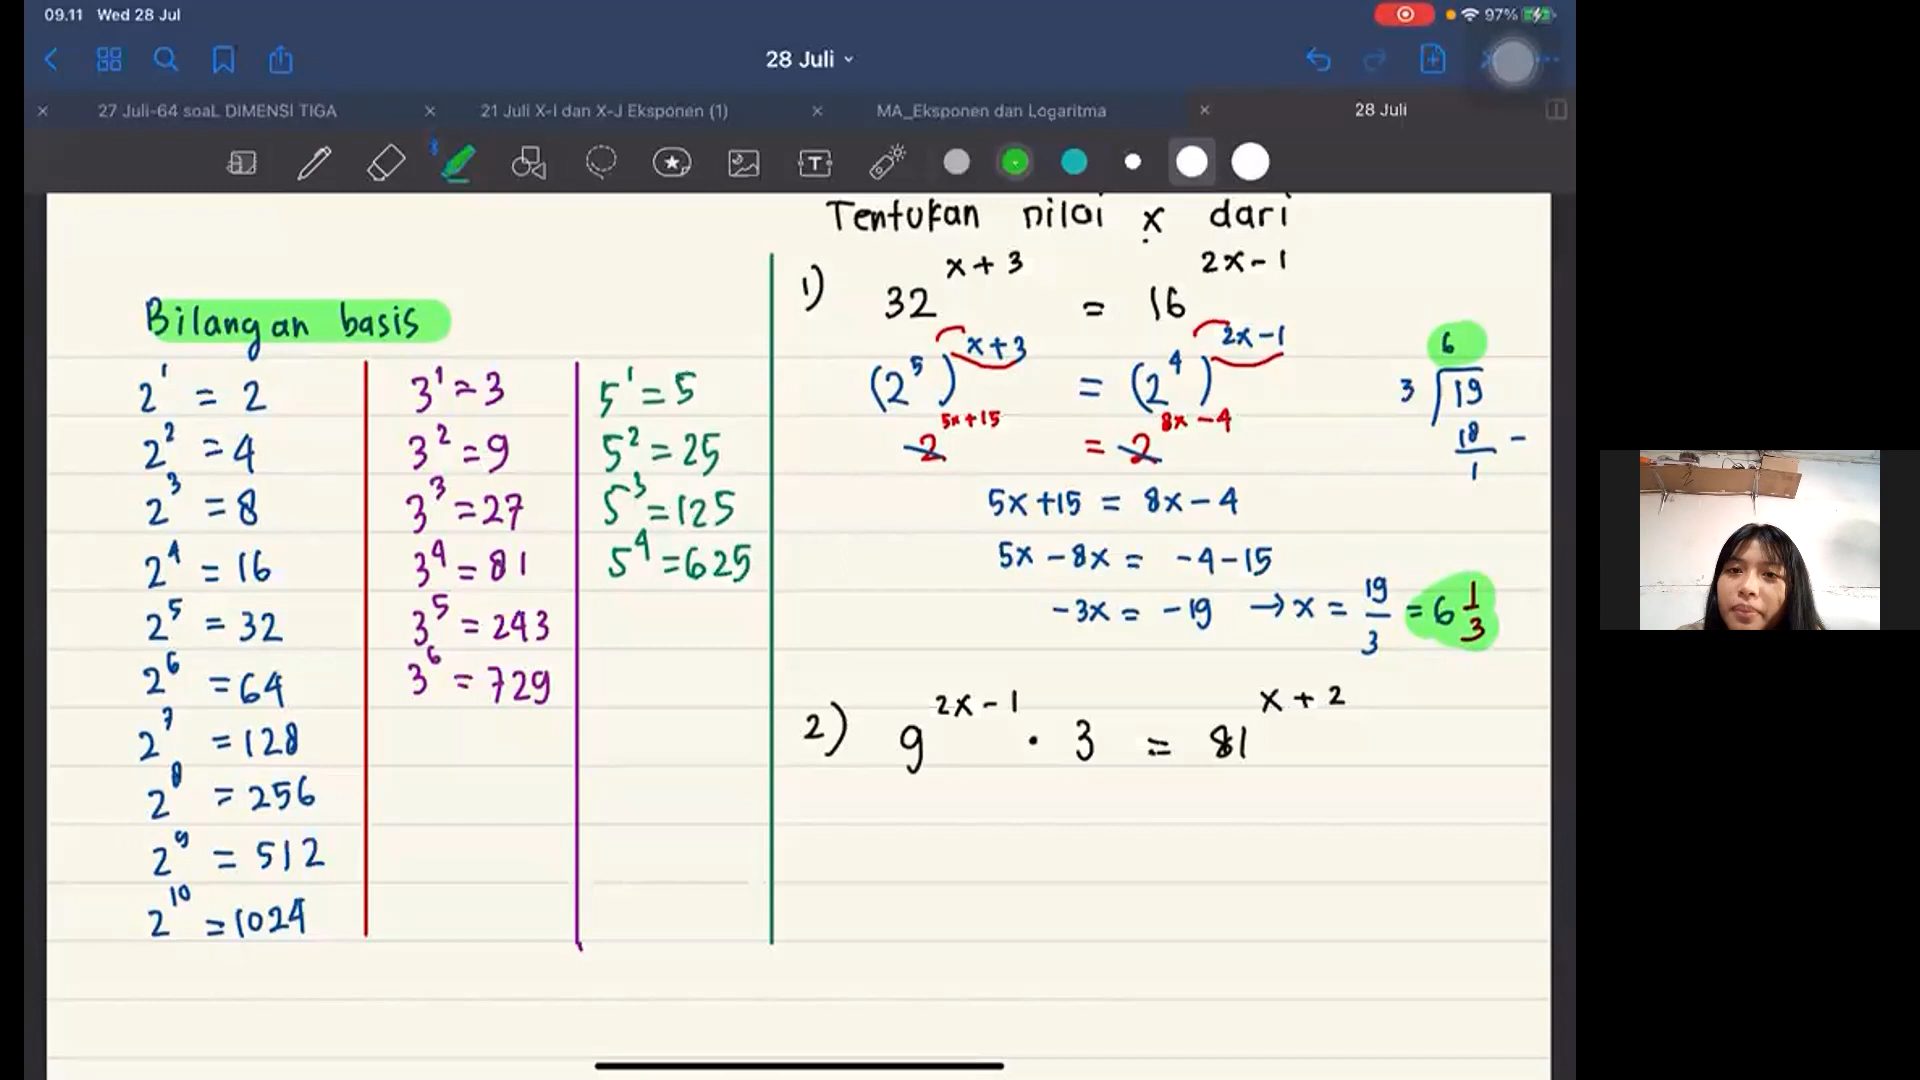 09.11 Wed 28 Jul
97%
28 Juli
27 Juli-64 soaL DIMENSI TIGA
21 Juli X-I dan X-J Eksponen (1)
MA_Eksponen dan Logaritma
28 Juli
Bilangan basis
2¹ = 2
2² = 4
2³ = 8
2⁴ = 16
2⁵ = 32
2⁶ = 64
2⁷ = 128
2⁸ = 256
2⁹ = 512
2¹⁰ = 1024
3¹ = 3
3² = 9
3³ = 27
3⁴ = 81
3⁵ = 243
3⁶ = 729
5¹ = 5
5² = 25
5³ = 125
5⁴ = 625
Tentukan nilai x dari
1) 32^(x+3) = 16^(2x-1)
(2⁵)^(x+3) = (2⁴)^(2x-1)
2^(5x+15) = 2^(8x-4)
5x+15 = 8x-4
5x-8x = -4-15
-3x = -19 → x = 19/3 = 6 1/3
6
3 √19
18 -
1
2) 9^(2x-1) · 3 = 81^(x+2)